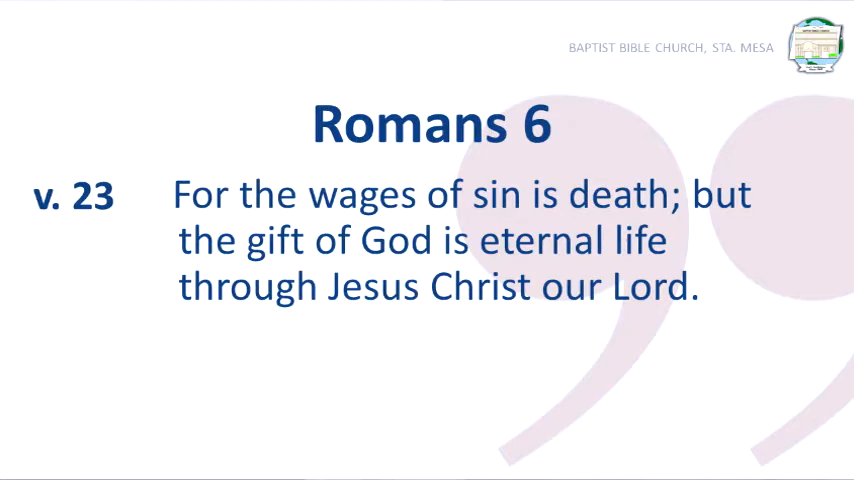 BAPTIST BIBLE CHURCH, STA. MESA
Romans 6
v. 23 For the wages of sin is death; but
the gift of God is eternal life
through Jesus Christ our Lord.